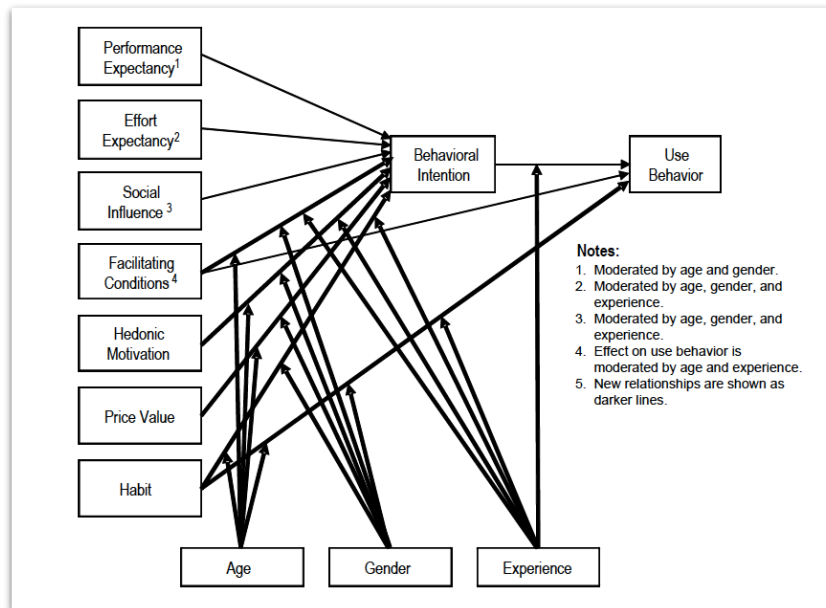 Performance
Expectancy1
Effort
Expectancy2
Social
Influence 3
Facilitating
Conditions 4
Hedonic
Motivation
Price Value
Habit
Behavioral
Intention
Use
Behavior
Notes:
1. Moderated by age and gender.
2. Moderated by age, gender, and
experience.
3. Moderated by age, gender, and
experience.
4. Effect on use behavior is
moderated by age and experience.
5. New relationships are shown as
darker lines.
Age
Gender
Experience